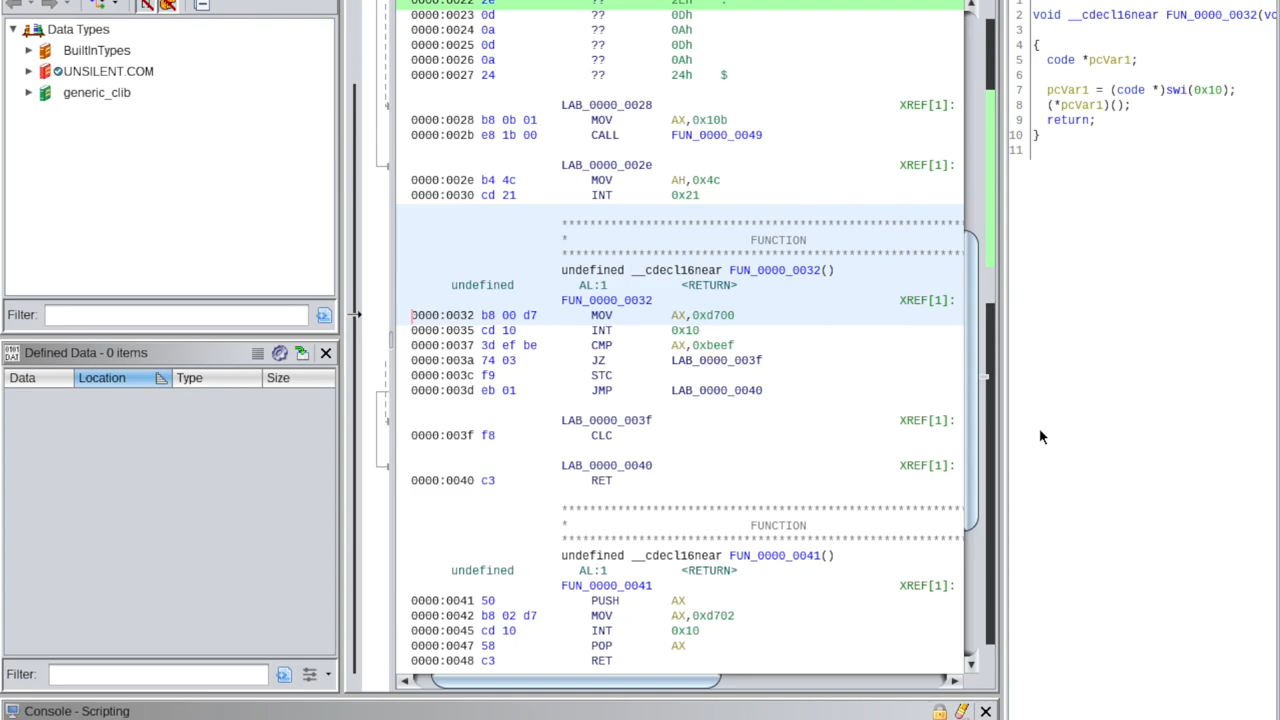 Data Types
BuiltInTypes
UNSILENT.COM
generic_clib
Filter:
Defined Data - 0 items
Data Location Type Size
Filter:
Console - Scripting
0000:0023 0d ?? 0Dh
0000:0024 0a ?? 0Ah
0000:0025 0d ?? 0Dh
0000:0026 0a ?? 0Ah
0000:0027 24 ?? 24h $
LAB_0000_0028 XREF[1]:
0000:0028 b8 0b 01 MOV AX,0x10b
0000:002b e8 1b 00 CALL FUN_0000_0049
LAB_0000_002e XREF[1]:
0000:002e b4 4c MOV AH,0x4c
0000:0030 cd 21 INT 0x21
* FUNCTION
undefined __cdecl16near FUN_0000_0032()
undefined AL:1 <RETURN>
FUN_0000_0032 XREF[1]:
0000:0032 b8 00 d7 MOV AX,0xd700
0000:0035 cd 10 INT 0x10
0000:0037 3d ef be CMP AX,0xbeef
0000:003a 74 03 JZ LAB_0000_003f
0000:003c f9 STC
0000:003d eb 01 JMP LAB_0000_0040
LAB_0000_003f XREF[1]:
0000:003f f8 CLC
LAB_0000_0040 XREF[1]:
0000:0040 c3 RET
* FUNCTION
undefined __cdecl16near FUN_0000_0041()
undefined AL:1 <RETURN>
FUN_0000_0041 XREF[1]:
0000:0041 50 PUSH AX
0000:0042 b8 02 d7 MOV AX,0xd702
0000:0045 cd 10 INT 0x10
0000:0047 58 POP AX
0000:0048 c3 RET
2 void __cdecl16near FUN_0000_0032(vo
3
4 {
5 code *pcVar1;
6
7 pcVar1 = (code *)swi(0x10);
8 (*pcVar1)();
9 return;
10 }
11